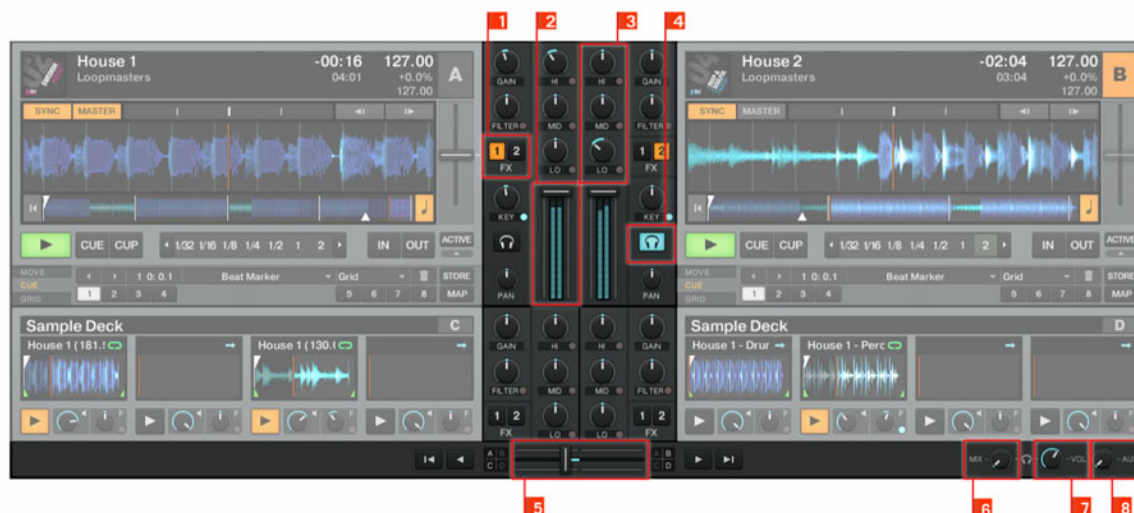 1 2 3 4
House 1 -00:16 127.00 A
Loopmasters 04:01 +0.0%
127.00
SYNC MASTER
GAIN HI HI GAIN
FILTER MID MID FILTER
1 2 LO LO 1 2
FX FX
KEY KEY
PAN PAN
House 2 -02:04 127.00 B
Loopmasters 03:04 +0.0%
127.00
SYNC MASTER
CUE CUP 1/32 1/16 1/8 1/4 1/2 1 2 IN OUT ACTIVE
MOVE 1 0: 0.1 Beat Marker Grid STORE
CUE 1 2 3 4 5 6 7 8 MAP
GRID
CUE CUP 1/32 1/16 1/8 1/4 1/2 1 2 IN OUT ACTIVE
MOVE 1 0: 0.1 Beat Marker Grid STORE
CUE 1 2 3 4 5 6 7 8 MAP
GRID
Sample Deck C
House 1 (181.5 House 1 (130.(
F F F F
GAIN HI HI GAIN
FILTER MID MID FILTER
1 2 LO LO 1 2
FX FX
Sample Deck D
House 1 - Drur House 1 - Perc
F F F F
A B A B
C D C D
MIX VOL AU
5 6 7 8